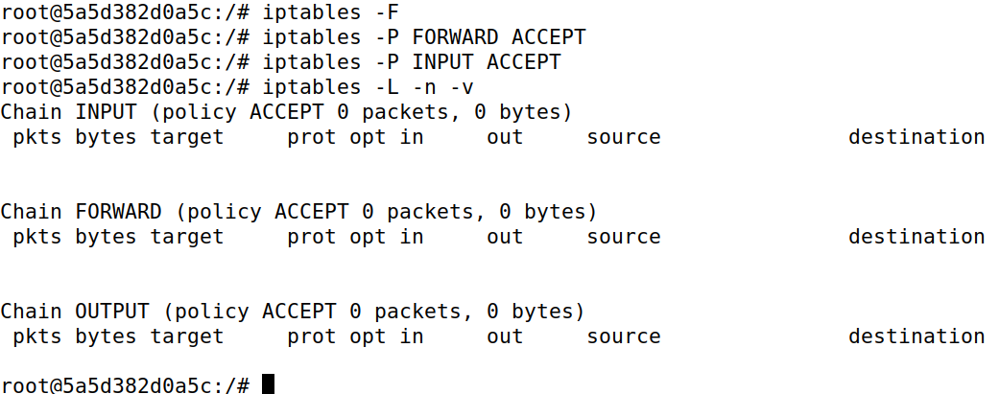 root@5a5d382d0a5c:/# iptables -F
root@5a5d382d0a5c:/# iptables -P FORWARD ACCEPT
root@5a5d382d0a5c:/# iptables -P INPUT ACCEPT
root@5a5d382d0a5c:/# iptables -L -n -v
Chain INPUT (policy ACCEPT 0 packets, 0 bytes)
 pkts bytes target     prot opt in     out     source               destination
Chain FORWARD (policy ACCEPT 0 packets, 0 bytes)
 pkts bytes target     prot opt in     out     source               destination
Chain OUTPUT (policy ACCEPT 0 packets, 0 bytes)
 pkts bytes target     prot opt in     out     source               destination
root@5a5d382d0a5c:/#